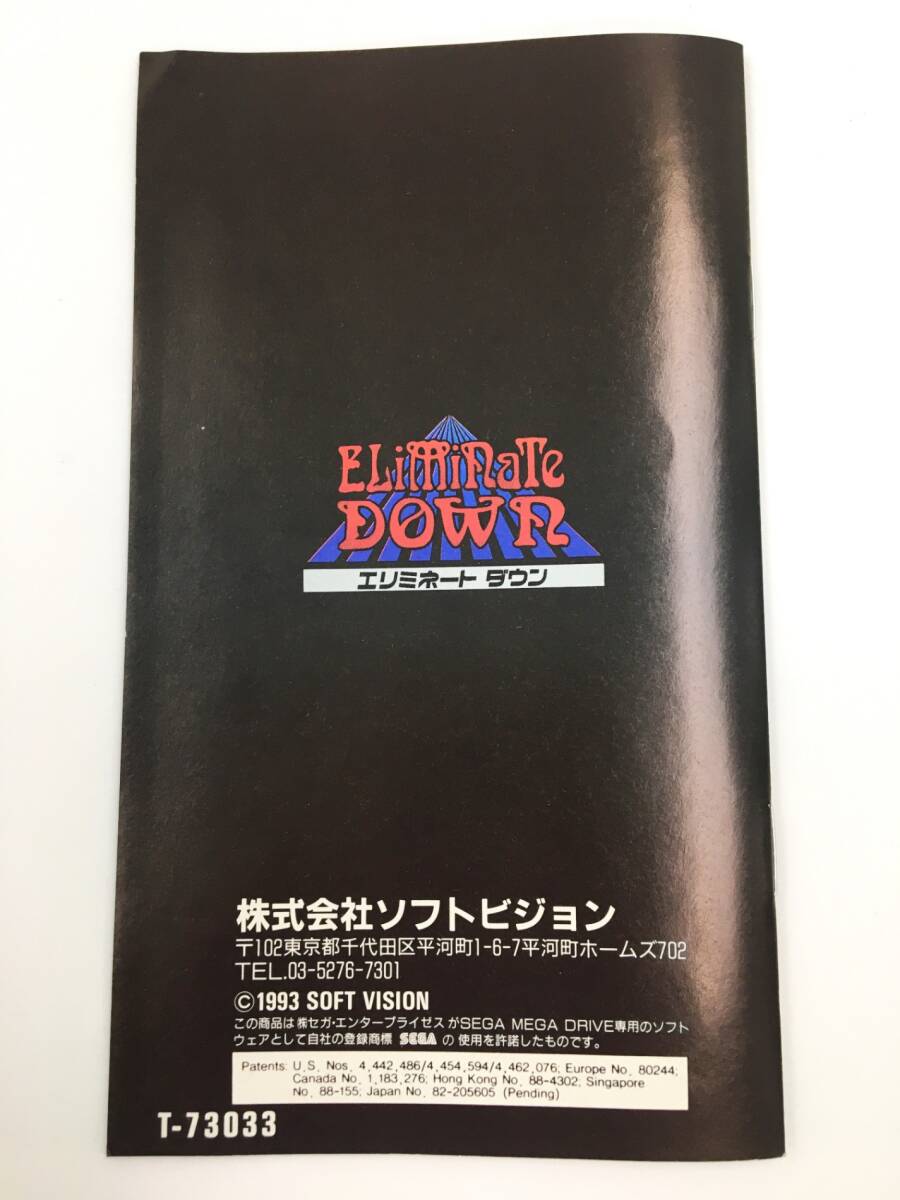 ELiMiNaTe
DOWN
エリミネート ダウン
株式会社ソフトビジョン
〒102東京都千代田区平河町1-6-7平河町ホームズ702
TEL.03-5276-7301
©1993 SOFT VISION
この商品は㈱セガ・エンタープライゼスがSEGA MEGA DRIVE専用のソフト
ウェアとして自社の登録商標 SEGA の使用を許諾したものです。
Patents: U.S. Nos. 4,442,486/4,454,594/4,462,076; Europe No. 80244;
Canada No. 1,183,276; Hong Kong No. 88-4302; Singapore
No. 88-155; Japan No. 82-205605 (Pending)
T-73033